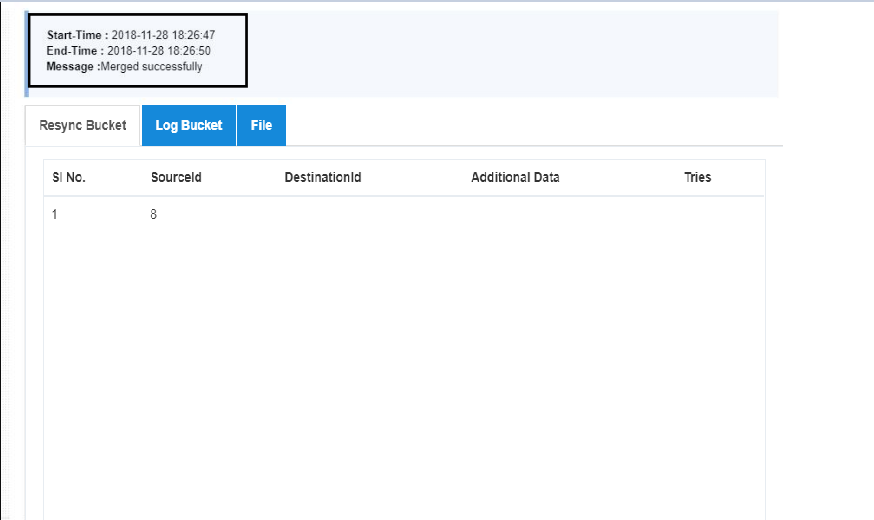 Start-Time : 2018-11-28 18:26:47
End-Time : 2018-11-28 18:26:50
Message :Merged successfully
Resync Bucket Log Bucket File
Sl No. SourceId DestinationId Additional Data Tries
1 8